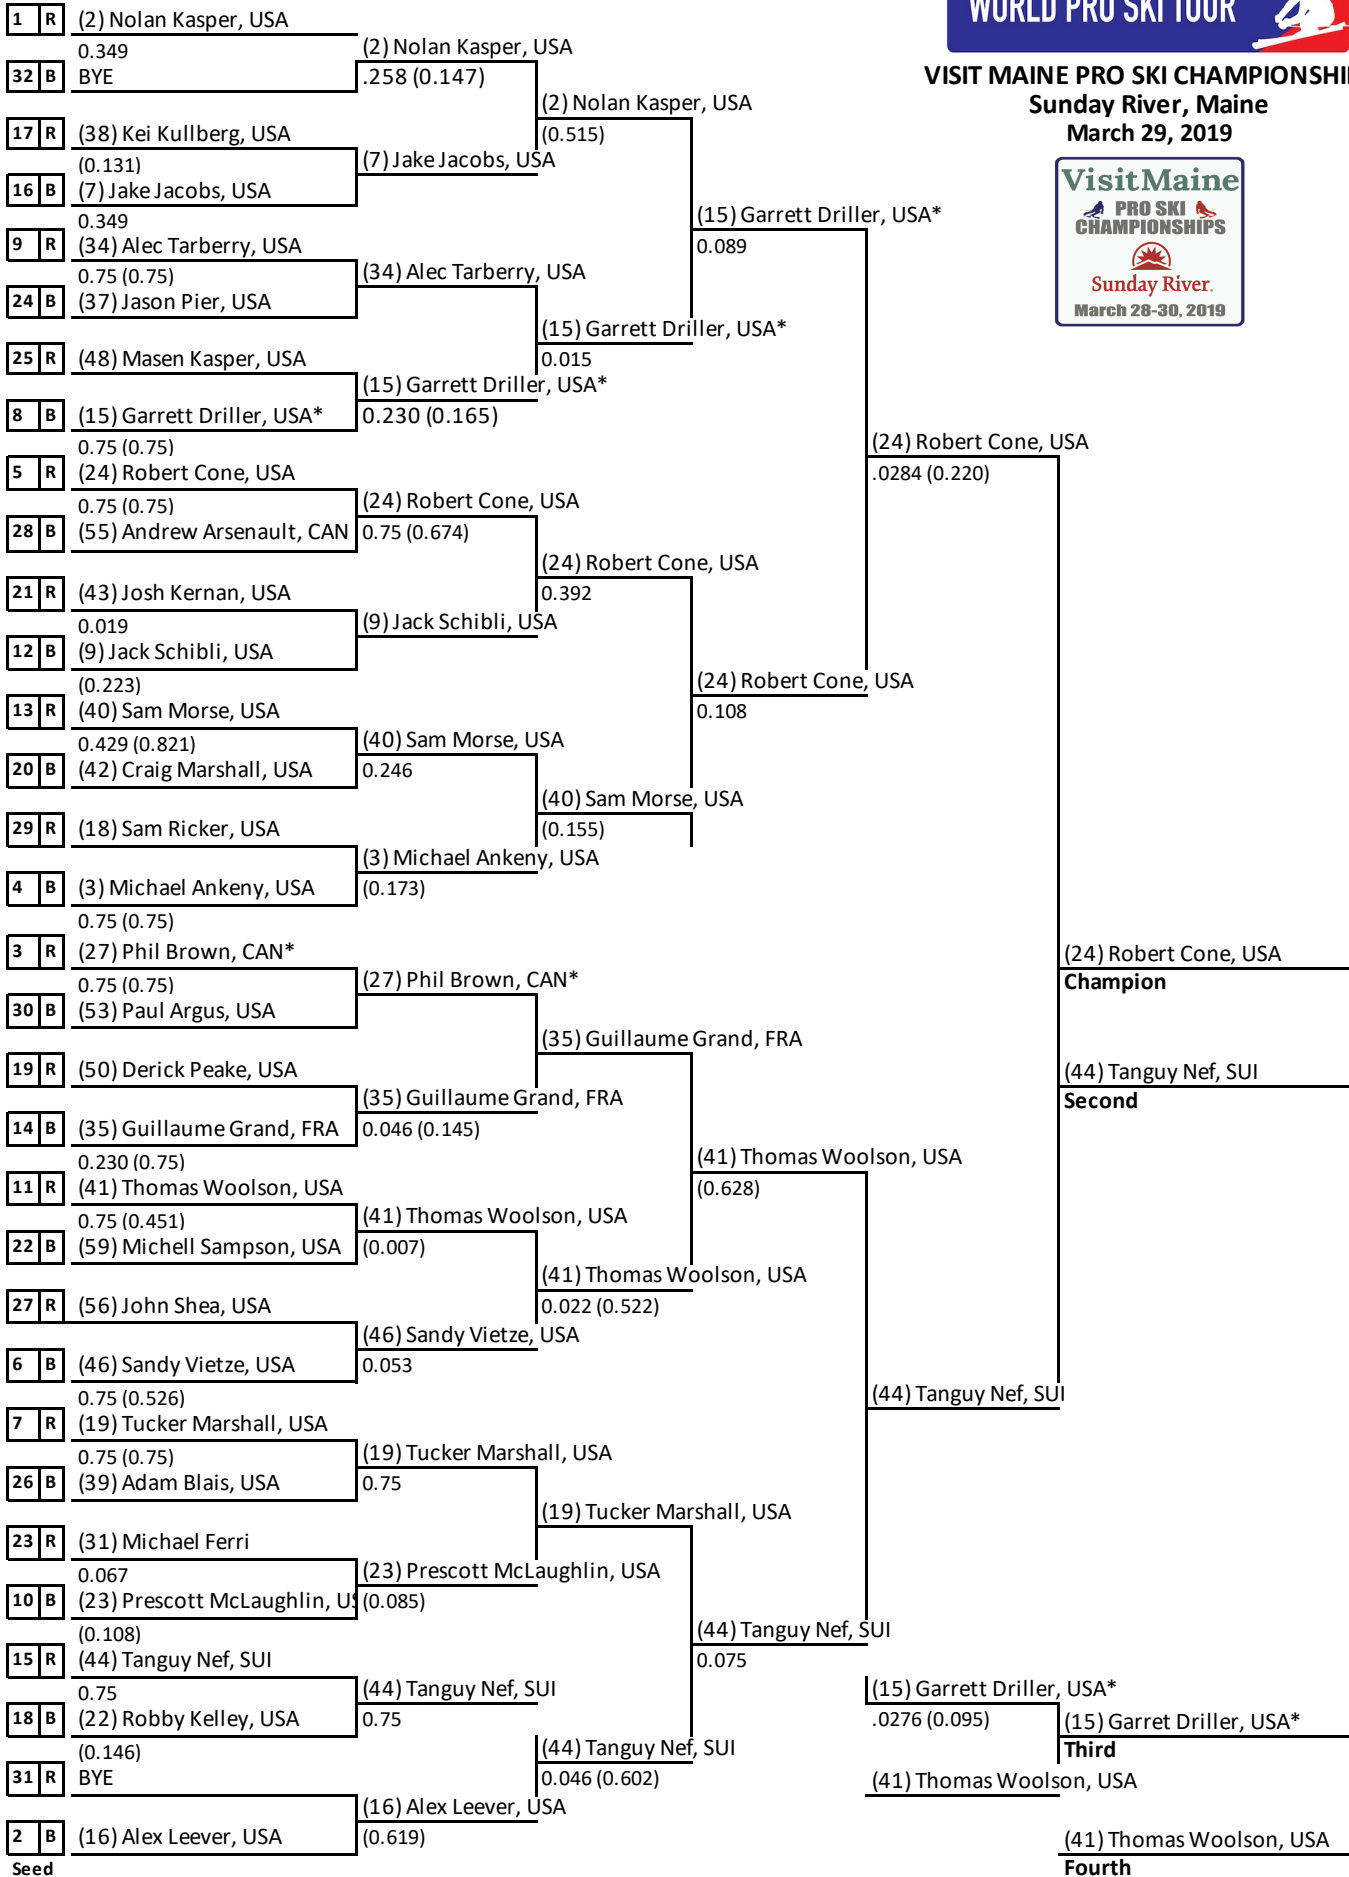 WORLD PRO SKI TOUR
VISIT MAINE PRO SKI CHAMPIONSHI
Sunday River, Maine
March 29, 2019
VisitMaine
PRO SKI
CHAMPIONSHIPS
Sunday River.
March 28-30, 2019
1 R (2) Nolan Kasper, USA
0.349
32 B BYE
17 R (38) Kei Kullberg, USA
(0.131)
16 B (7) Jake Jacobs, USA
0.349
9 R (34) Alec Tarberry, USA
0.75 (0.75)
24 B (37) Jason Pier, USA
25 R (48) Masen Kasper, USA
8 B (15) Garrett Driller, USA*
0.75 (0.75)
5 R (24) Robert Cone, USA
0.75 (0.75)
28 B (55) Andrew Arsenault, CAN
21 R (43) Josh Kernan, USA
0.019
12 B (9) Jack Schibli, USA
(0.223)
13 R (40) Sam Morse, USA
0.429 (0.821)
20 B (42) Craig Marshall, USA
29 R (18) Sam Ricker, USA
4 B (3) Michael Ankeny, USA
0.75 (0.75)
3 R (27) Phil Brown, CAN*
0.75 (0.75)
30 B (53) Paul Argus, USA
19 R (50) Derick Peake, USA
14 B (35) Guillaume Grand, FRA
0.230 (0.75)
11 R (41) Thomas Woolson, USA
0.75 (0.451)
22 B (59) Michell Sampson, USA
27 R (56) John Shea, USA
6 B (46) Sandy Vietze, USA
0.75 (0.526)
7 R (19) Tucker Marshall, USA
0.75 (0.75)
26 B (39) Adam Blais, USA
23 R (31) Michael Ferri
0.067
10 B (23) Prescott McLaughlin, US
(0.108)
15 R (44) Tanguy Nef, SUI
0.75
18 B (22) Robby Kelley, USA
(0.146)
31 R BYE
2 B (16) Alex Leever, USA
Seed
(2) Nolan Kasper, USA
.258 (0.147)
(7) Jake Jacobs, USA
(34) Alec Tarberry, USA
(15) Garrett Driller, USA*
0.230 (0.165)
(24) Robert Cone, USA
0.75 (0.674)
(9) Jack Schibli, USA
(40) Sam Morse, USA
0.246
(3) Michael Ankeny, USA
(0.173)
(27) Phil Brown, CAN*
(35) Guillaume Grand, FRA
0.046 (0.145)
(41) Thomas Woolson, USA
(0.007)
(46) Sandy Vietze, USA
0.053
(19) Tucker Marshall, USA
0.75
(23) Prescott McLaughlin, USA
(0.085)
(44) Tanguy Nef, SUI
0.75
(16) Alex Leever, USA
(0.619)
(2) Nolan Kasper, USA
(0.515)
(15) Garrett Driller, USA*
0.015
(24) Robert Cone, USA
0.392
(40) Sam Morse, USA
(0.155)
(35) Guillaume Grand, FRA
(41) Thomas Woolson, USA
0.022 (0.522)
(19) Tucker Marshall, USA
(44) Tanguy Nef, SUI
0.046 (0.602)
(15) Garrett Driller, USA*
0.089
(24) Robert Cone, USA
0.108
(41) Thomas Woolson, USA
(0.628)
(44) Tanguy Nef, SUI
0.075
(24) Robert Cone, USA
.0284 (0.220)
(44) Tanguy Nef, SUI
(15) Garrett Driller, USA*
.0276 (0.095)
(41) Thomas Woolson, USA
(24) Robert Cone, USA
Champion
(44) Tanguy Nef, SUI
Second
(15) Garret Driller, USA*
Third
(41) Thomas Woolson, USA
Fourth